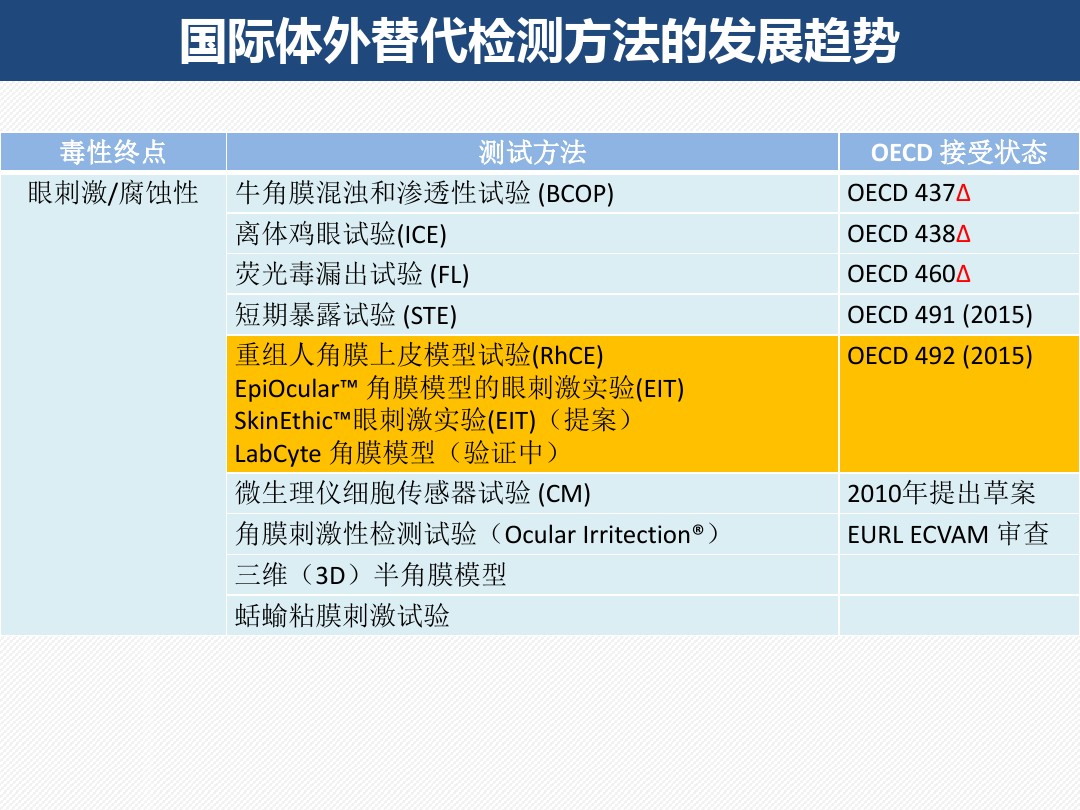 国际体外替代检测方法的发展趋势
毒性终点 测试方法 OECD 接受状态
眼刺激/腐蚀性 牛角膜混浊和渗透性试验 (BCOP) OECD 437Δ
离体鸡眼试验(ICE) OECD 438Δ
荧光毒漏出试验 (FL) OECD 460Δ
短期暴露试验 (STE) OECD 491 (2015)
重组人角膜上皮模型试验(RhCE) OECD 492 (2015)
EpiOcular™ 角膜模型的眼刺激实验(EIT)
SkinEthic™眼刺激实验(EIT)（提案）
LabCyte 角膜模型（验证中）
微生理仪细胞传感器试验 (CM) 2010年提出草案
角膜刺激性检测试验（Ocular Irritection®） EURL ECVAM 审查
三维（3D）半角膜模型
蛞蝓粘膜刺激试验